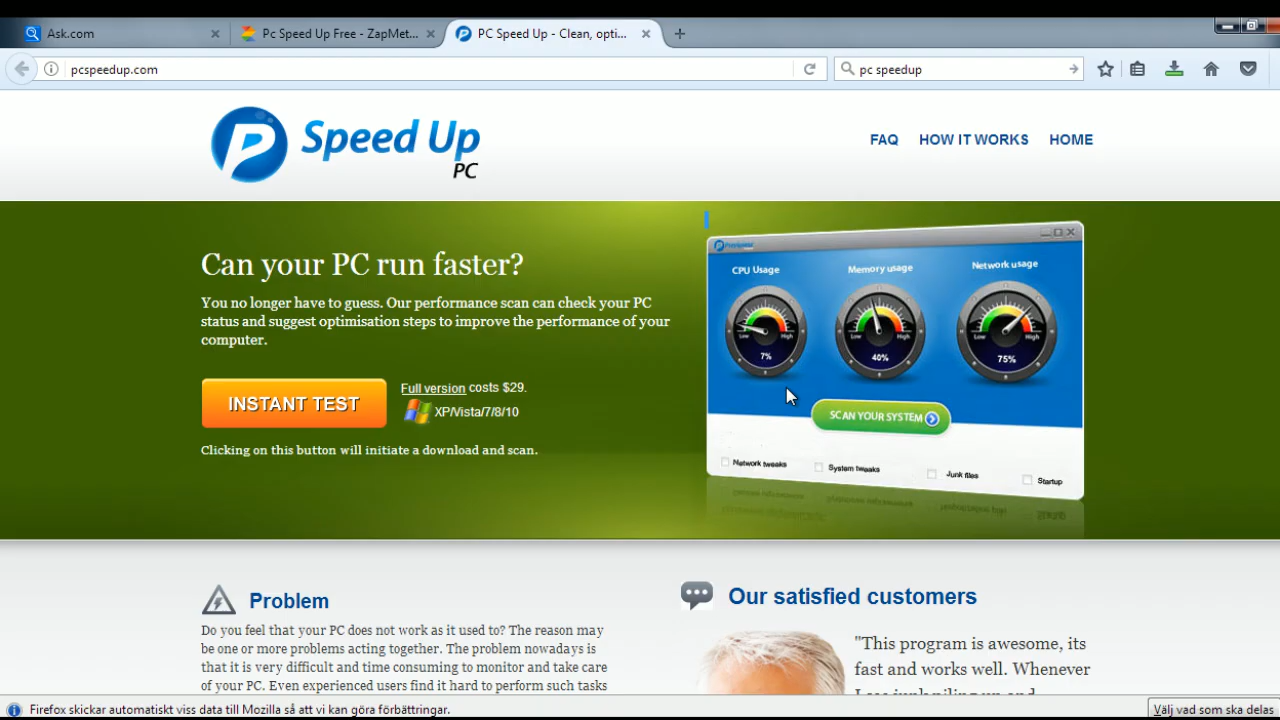 Ask.com
Pc Speed Up Free - ZapMet...
PC Speed Up - Clean, opti...
pcspeedup.com
pc speedup
P Speed Up
PC
FAQ
HOW IT WORKS
HOME
Can your PC run faster?
You no longer have to guess. Our performance scan can check your PC
status and suggest optimisation steps to improve the performance of your
computer.
INSTANT TEST
Full version costs $29.
XP/Vista/7/8/10
Clicking on this button will initiate a download and scan.
CPU Usage
Memory usage
Network usage
Low High
Low High
Low High
7%
40%
75%
SCAN YOUR SYSTEM
Network tweaks
System tweaks
Junk files
Startup
Problem
Do you feel that your PC does not work as it used to? The reason may
be one or more problems acting together. The problem nowadays is
that it is very difficult and time consuming to monitor and take care
of your PC. Even experienced users find it hard to perform such tasks
Our satisfied customers
"This program is awesome, its
fast and works well. Whenever
Firefox skickar automatiskt viss data till Mozilla så att vi kan göra förbättringar.
Välj vad som ska delas